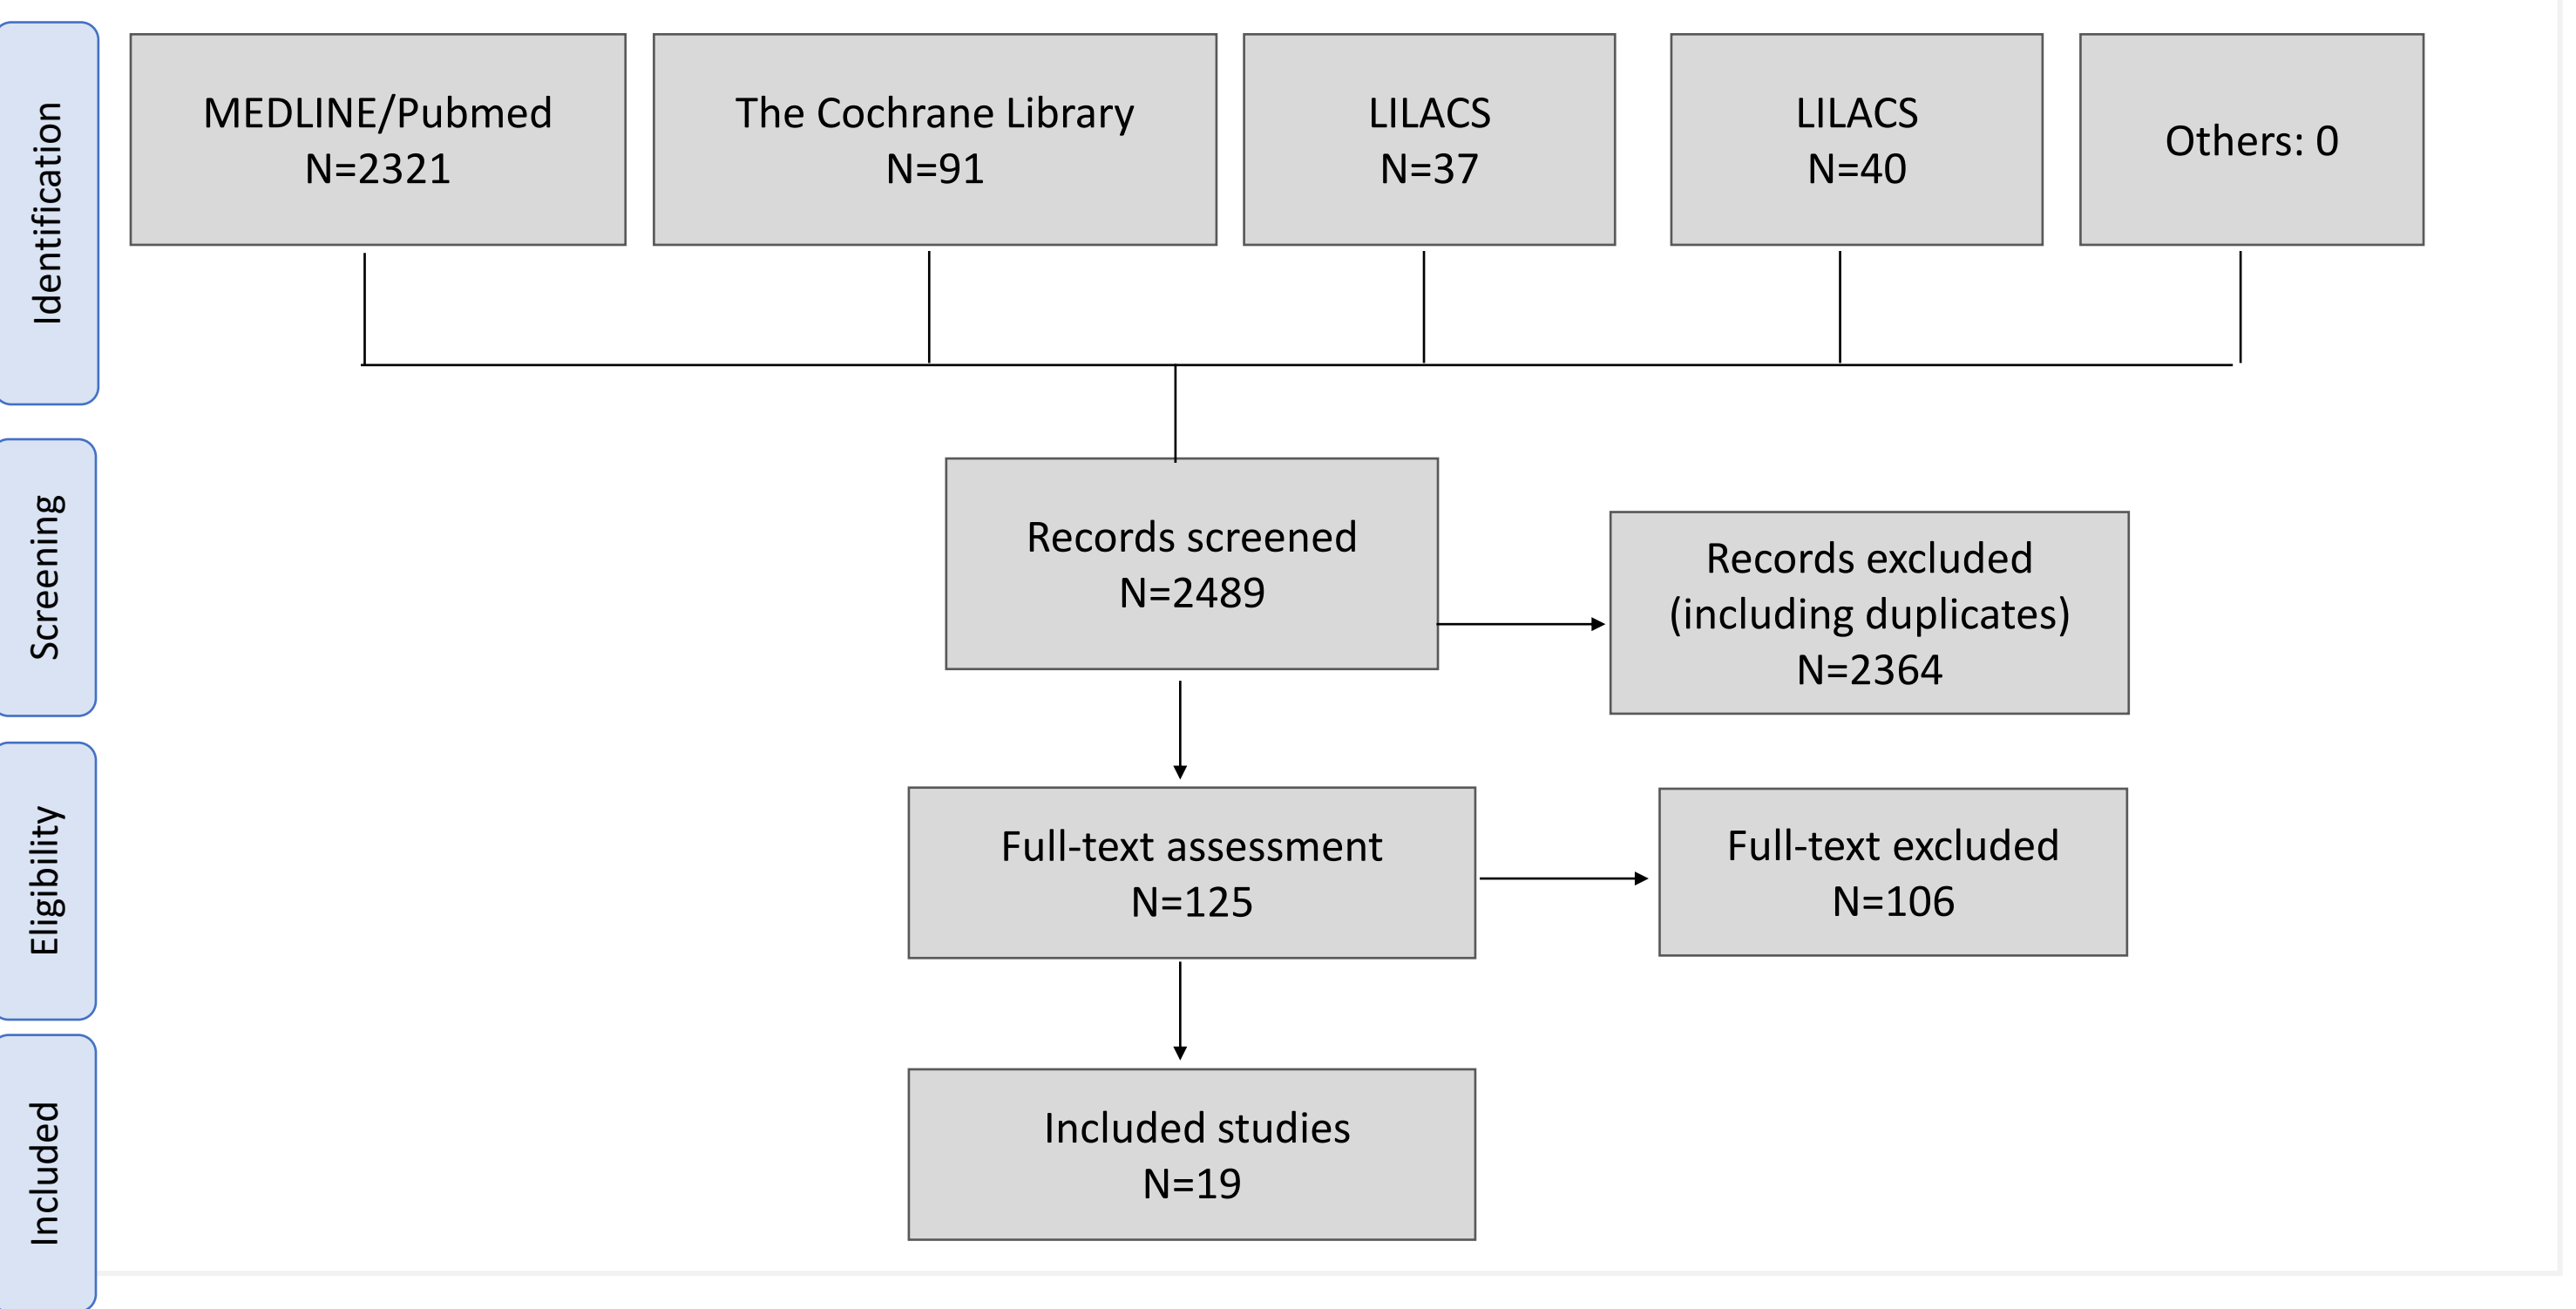 Identification
MEDLINE/Pubmed
N=2321
The Cochrane Library
N=91
LILACS
N=37
LILACS
N=40
Others: 0
Screening
Records screened
N=2489
Records excluded
(including duplicates)
N=2364
Eligibility
Full-text assessment
N=125
Full-text excluded
N=106
Included
Included studies
N=19